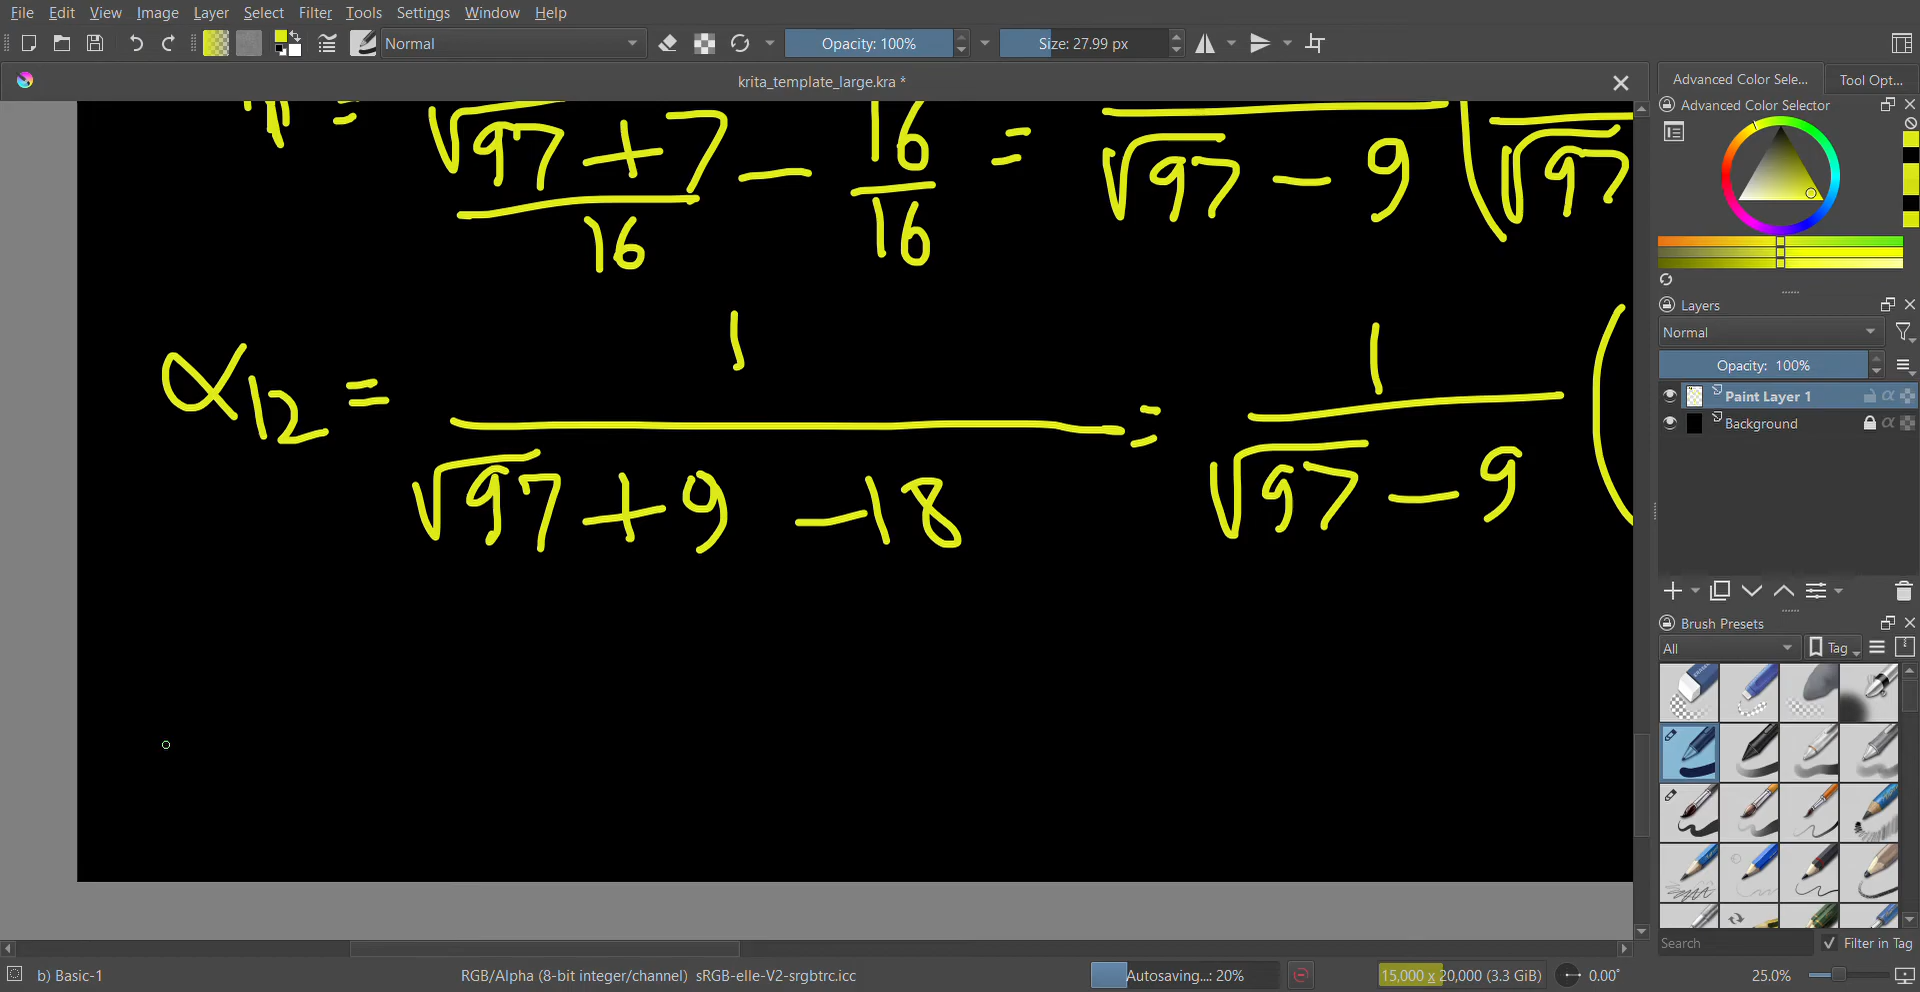 File Edit View Image Layer Select Filter Tools Settings Window Help
Normal Opacity: 100% Size: 27.99 px
krita_template_large.kra *
Advanced Color Sele... Tool Opt...
Advanced Color Selector
= √97 + 7 / 16 − 16 / 16 = √97 − 9 ( √97
α12 = 1 / √97 + 9 − 18 = 1 / √97 − 9 (
Layers
Normal
Opacity: 100%
Paint Layer 1
Background
Brush Presets
All Tag
Search Filter in Tag
b) Basic-1 RGB/Alpha (8-bit integer/channel) sRGB-elle-V2-srgbtrc.icc Autosaving...: 20% 15,000 x 20,000 (3.3 GiB) 0.00° 25.0%